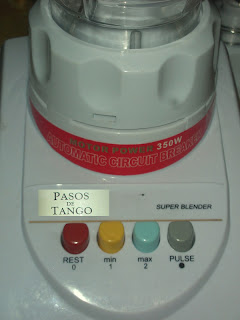 MOTOR POWER 350W
AUTOMATIC CIRCUIT BREAKER
PASOS
DE
TANGO
SUPER BLENDER
REST min max PULSE
0 1 2